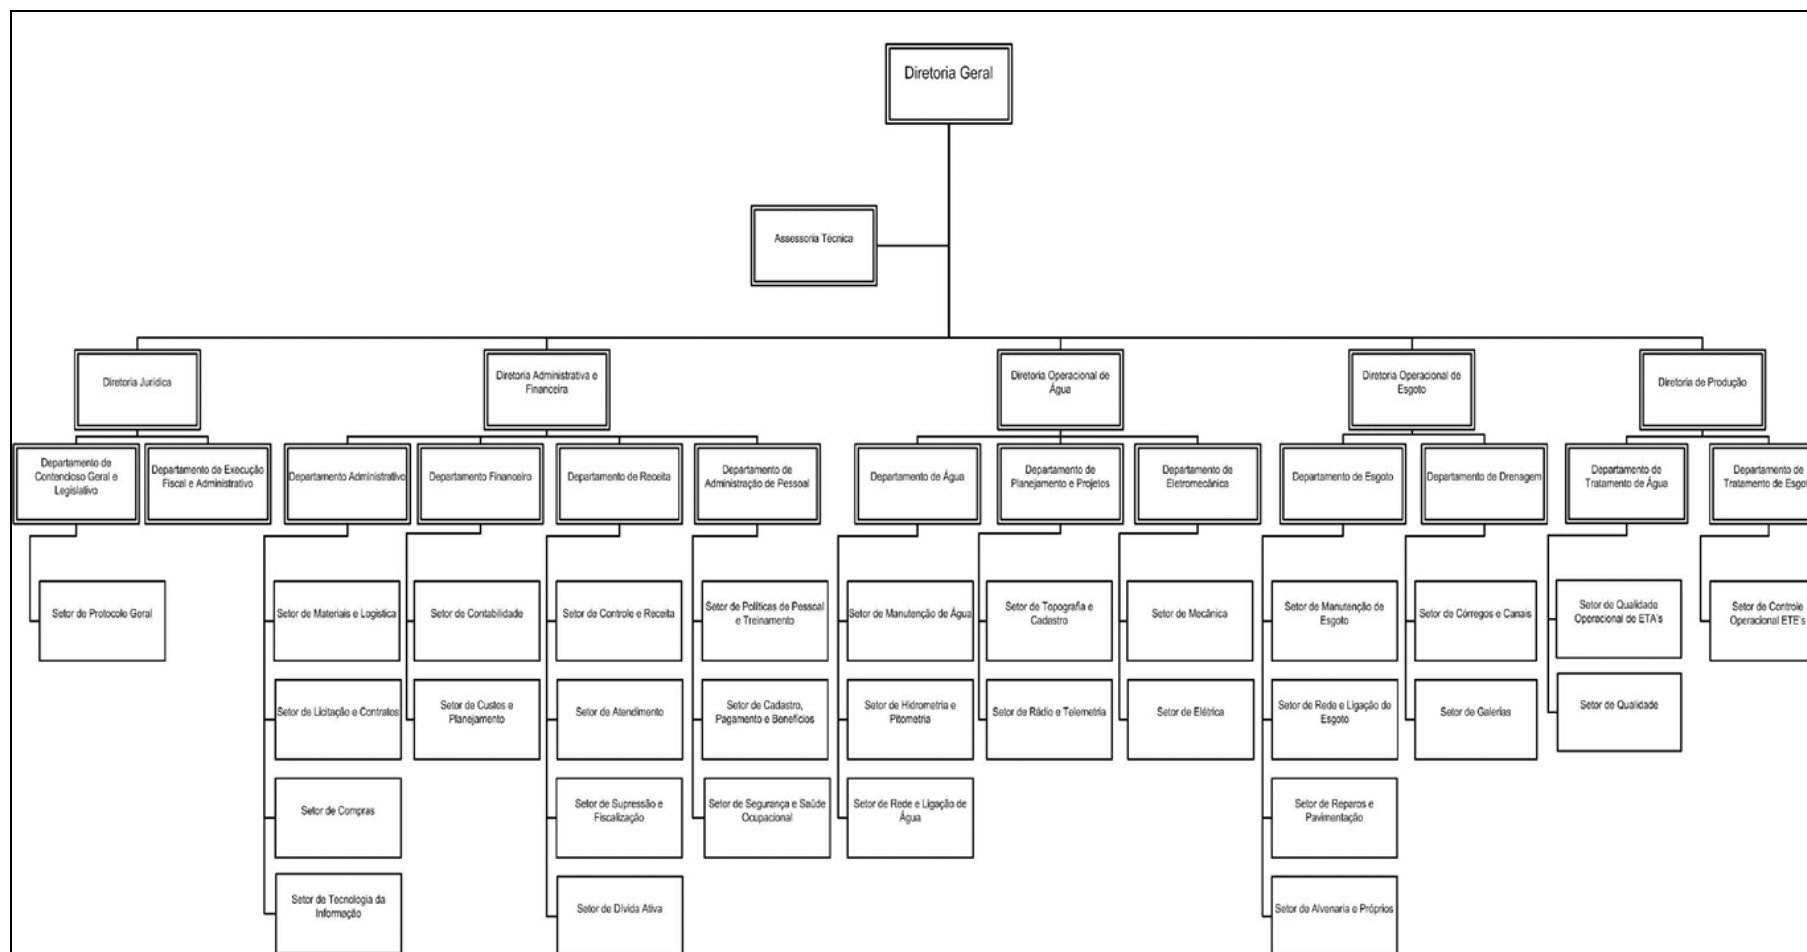 Diretoria Geral
Assessoria Técnica
Diretoria Jurídica
Diretoria Administrativa e
Financeira
Diretoria Operacional de
Água
Diretoria Operacional de
Esgoto
Diretoria de Produção
Departamento de
Contencioso Geral e
Legislativo
Departamento de Execução
Fiscal e Administrativo
Departamento Administrativo
Departamento Financeiro
Departamento de Receita
Departamento de
Administração de Pessoal
Departamento de Água
Departamento de
Planejamento e Projetos
Departamento de
Eletromecânica
Departamento de Esgoto
Departamento de Drenagem
Departamento de
Tratamento de Água
Departamento de
Tratamento de Esgot
Setor de Protocolo Geral
Setor de Materiais e Logística
Setor de Contabilidade
Setor de Controle e Receita
Setor de Políticas de Pessoal
e Treinamento
Setor de Manutenção de Água
Setor de Topografia e
Cadastro
Setor de Mecânica
Setor de Manutenção de
Esgoto
Setor de Córregos e Canais
Setor de Qualidade
Operacional de ETA's
Setor de Controle
Operacional ETE's
Setor de Licitação e Contratos
Setor de Custos e
Planejamento
Setor de Atendimento
Setor de Cadastro,
Pagamento e Benefícios
Setor de Hidrometria e
Pitometria
Setor de Rádio e Telemetria
Setor de Elétrica
Setor de Rede e Ligação de
Esgoto
Setor de Galerias
Setor de Qualidade
Setor de Compras
Setor de Supressão e
Fiscalização
Setor de Segurança e Saúde
Ocupacional
Setor de Rede e Ligação de
Água
Setor de Reparos e
Pavimentação
Setor de Tecnologia da
Informação
Setor de Dívida Ativa
Setor de Alvenaria e Próprios